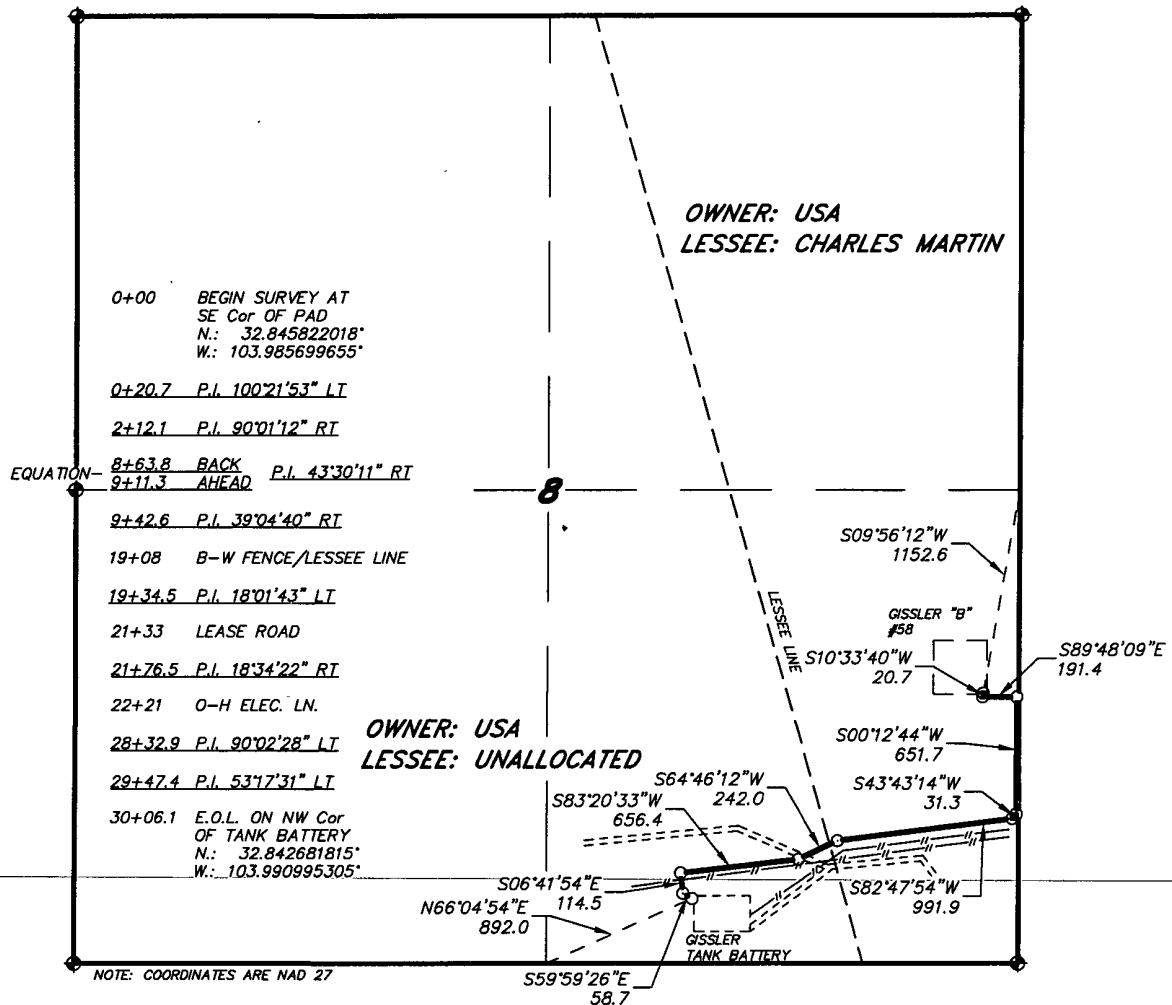 OWNER: USA
LESSEE: CHARLES MARTIN
0+00 BEGIN SURVEY AT
SE Cor OF PAD
N.: 32.845822018°
W.: 103.985699655°
0+20.7 P.I. 100°21'53" LT
2+12.1 P.I. 90°01'12" RT
EQUATION- 8+63.8 BACK P.I. 43°30'11" RT
9+11.3 AHEAD
9+42.6 P.I. 39°04'40" RT
19+08 B-W FENCE/LESSEE LINE
19+34.5 P.I. 18°01'43" LT
21+33 LEASE ROAD
21+76.5 P.I. 18°34'22" RT
22+21 O-H ELEC. LN.
28+32.9 P.I. 90°02'28" LT
29+47.4 P.I. 53°17'31" LT
30+06.1 E.O.L. ON NW Cor
OF TANK BATTERY
N.: 32.842681815°
W.: 103.990995305°
8
S09°56'12"W
1152.6
LESSEE LINE
GISSLER "B"
#58
S10°33'40"W
20.7
S89°48'09"E
191.4
OWNER: USA
LESSEE: UNALLOCATED
S00°12'44"W
651.7
S64°46'12"W
242.0
S43°43'14"W
31.3
S83°20'33"W
656.4
S06°41'54"E
114.5
S82°47'54"W
991.9
N66°04'54"E
892.0
GISSLER
TANK BATTERY
S59°59'26"E
58.7
NOTE: COORDINATES ARE NAD 27